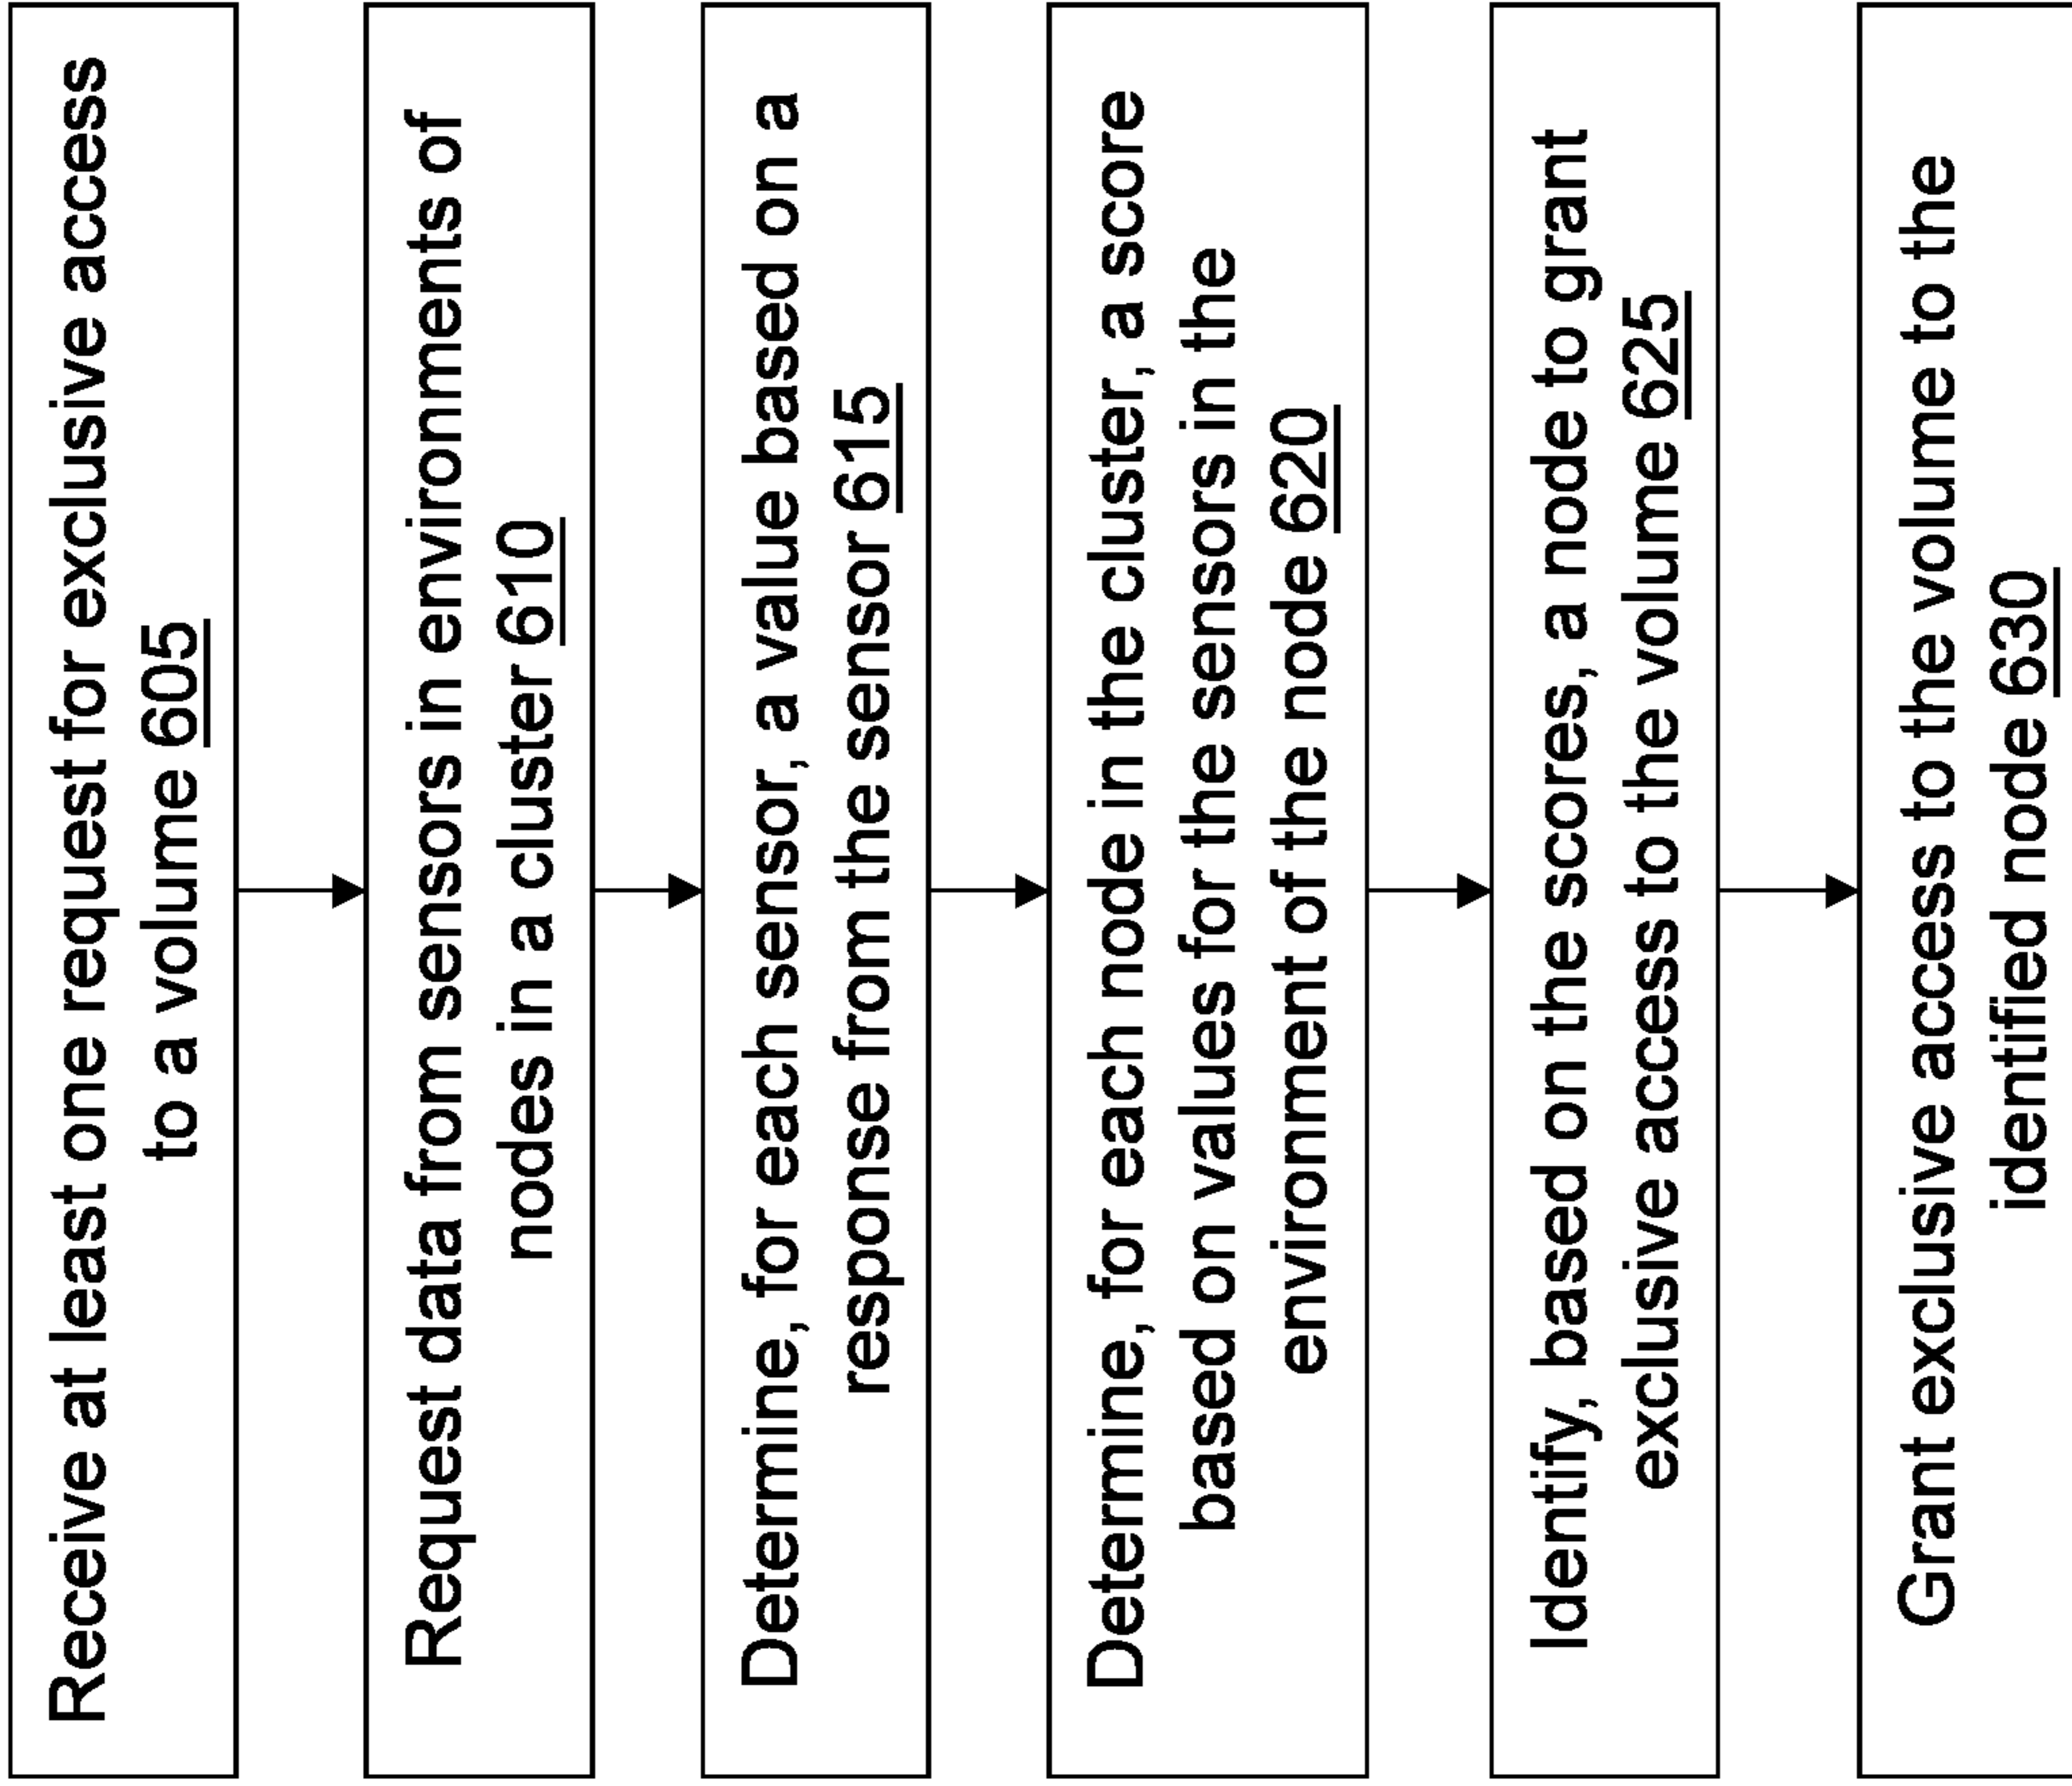 Receive at least one request for exclusive access
to a volume 605
Request data from sensors in environments of
nodes in a cluster 610
Determine, for each sensor, a value based on a
response from the sensor 615
Determine, for each node in the cluster, a score
based on values for the sensors in the
environment of the node 620
Identify, based on the scores, a node to grant
exclusive access to the volume 625
Grant exclusive access to the volume to the
identified node 630